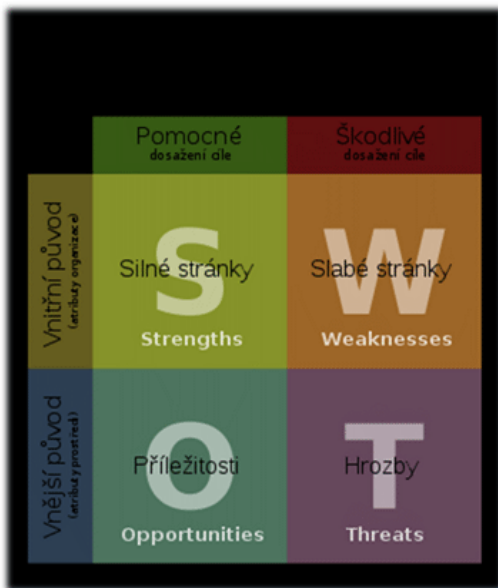 Pomocné
dosažení cíle
Škodlivé
dosažení cíle
Vnitřní původ
(atributy organizace)
S
Silné stránky
Strengths
W
Slabé stránky
Weaknesses
Vnější původ
(atributy prostředí)
O
Příležitosti
Opportunities
T
Hrozby
Threats